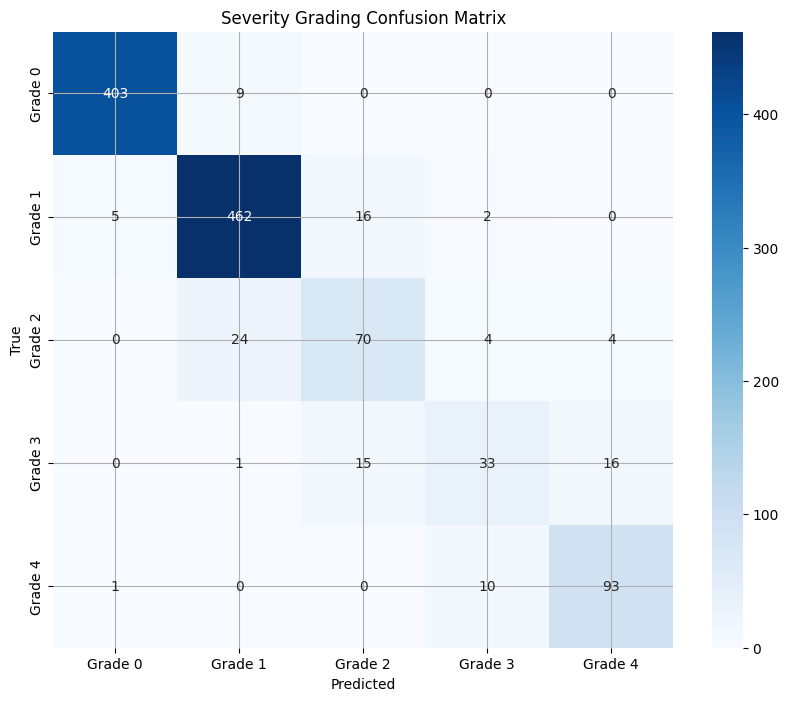 Severity Grading Confusion Matrix
True
Grade 0
403 9 0 0 0
Grade 1
5 462 16 2 0
Grade 2
0 24 70 4 4
Grade 3
0 1 15 33 16
Grade 4
1 0 0 10 93
Grade 0 Grade 1 Grade 2 Grade 3 Grade 4
Predicted
400
300
200
100
0